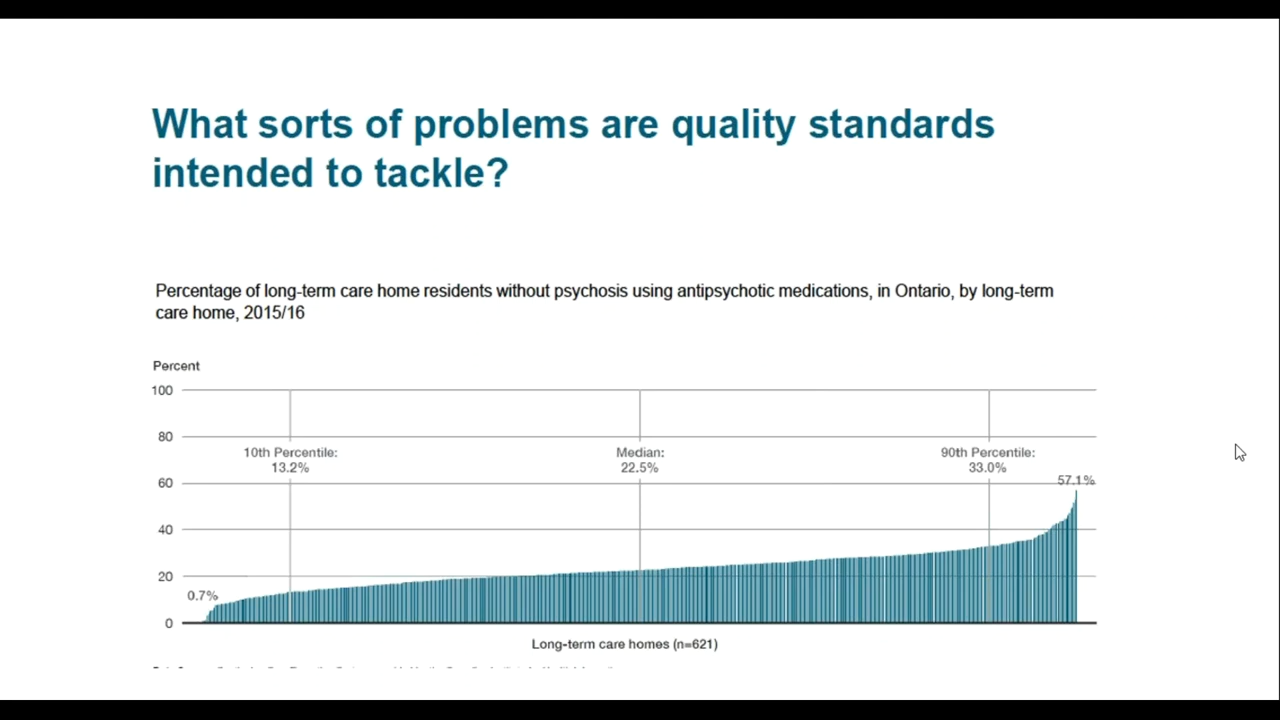 What sorts of problems are quality standards
intended to tackle?
Percentage of long-term care home residents without psychosis using antipsychotic medications, in Ontario, by long-term
care home, 2015/16
Percent
100
80
10th Percentile:
13.2%
Median:
22.5%
90th Percentile:
33.0%
60
57.1%
40
20
0.7%
0
Long-term care homes (n=621)